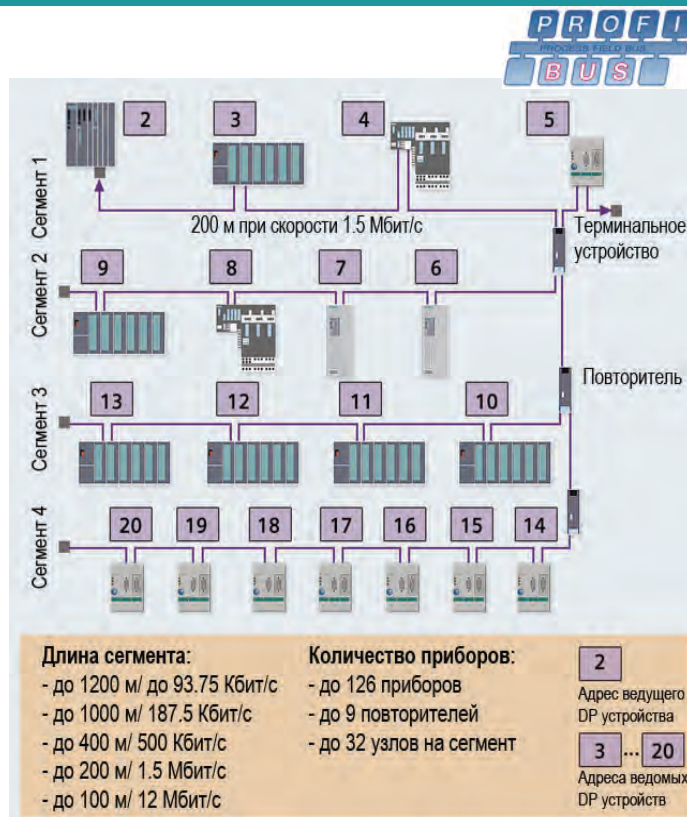 PROFI
PROCESS FIELD BUS
BUS
2
3
4
5
Сегмент 1
200 м при скорости 1.5 Мбит/с
Терминальное
устройство
9
8
7
6
Сегмент 2
Повторитель
13
12
11
10
Сегмент 3
20
19
18
17
16
15
14
Сегмент 4
Длина сегмента:
- до 1200 м/ до 93.75 Кбит/с
- до 1000 м/ 187.5 Кбит/с
- до 400 м/ 500 Кбит/с
- до 200 м/ 1.5 Мбит/с
- до 100 м/ 12 Мбит/с
Количество приборов:
- до 126 приборов
- до 9 повторителей
- до 32 узлов на сегмент
2
Адрес ведущего
DP устройства
3 ... 20
Адреса ведомых
DP устройств